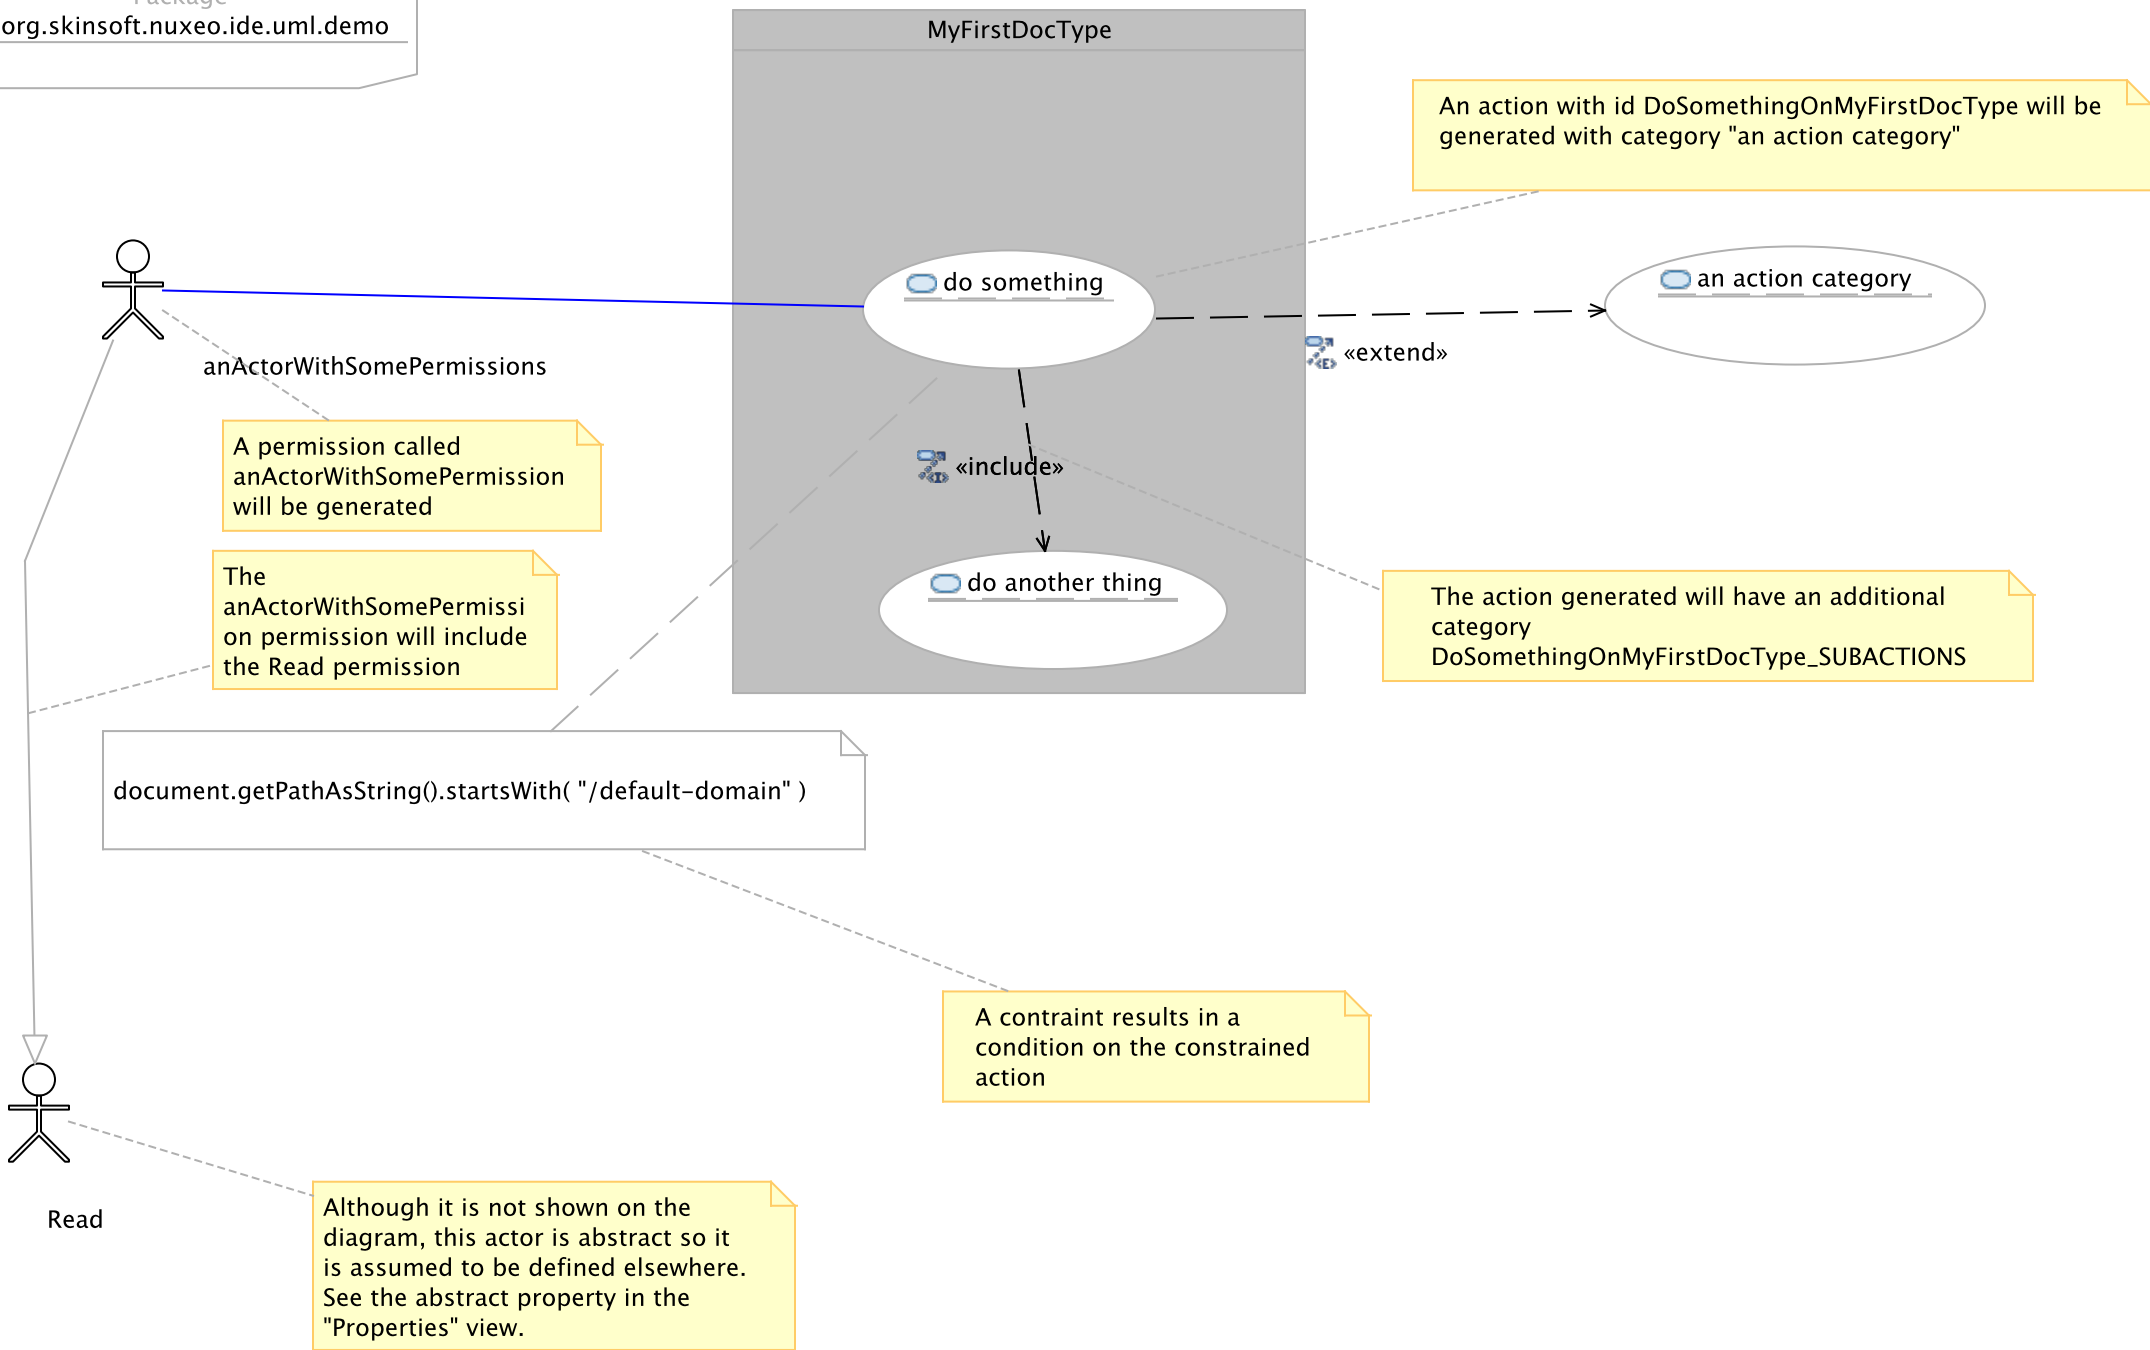 Package
org.skinsoft.nuxeo.ide.uml.demo
MyFirstDocType
An action with id DoSomethingOnMyFirstDocType will be
generated with category "an action category"
do something
an action category
«extend»
anActorWithSomePermissions
A permission called
anActorWithSomePermission
will be generated
«include»
The
anActorWithSomePermissi
on permission will include
the Read permission
do another thing
The action generated will have an additional
category
DoSomethingOnMyFirstDocType_SUBACTIONS
document.getPathAsString().startsWith( "/default-domain" )
A contraint results in a
condition on the constrained
action
Read
Although it is not shown on the
diagram, this actor is abstract so it
is assumed to be defined elsewhere.
See the abstract property in the
"Properties" view.